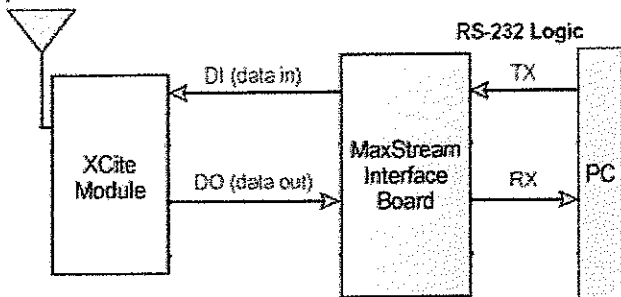 RS-232 Logic
DI (data in)
TX
XCite
Module
MaxStream
Interface
Board
PC
DO (data out)
RX